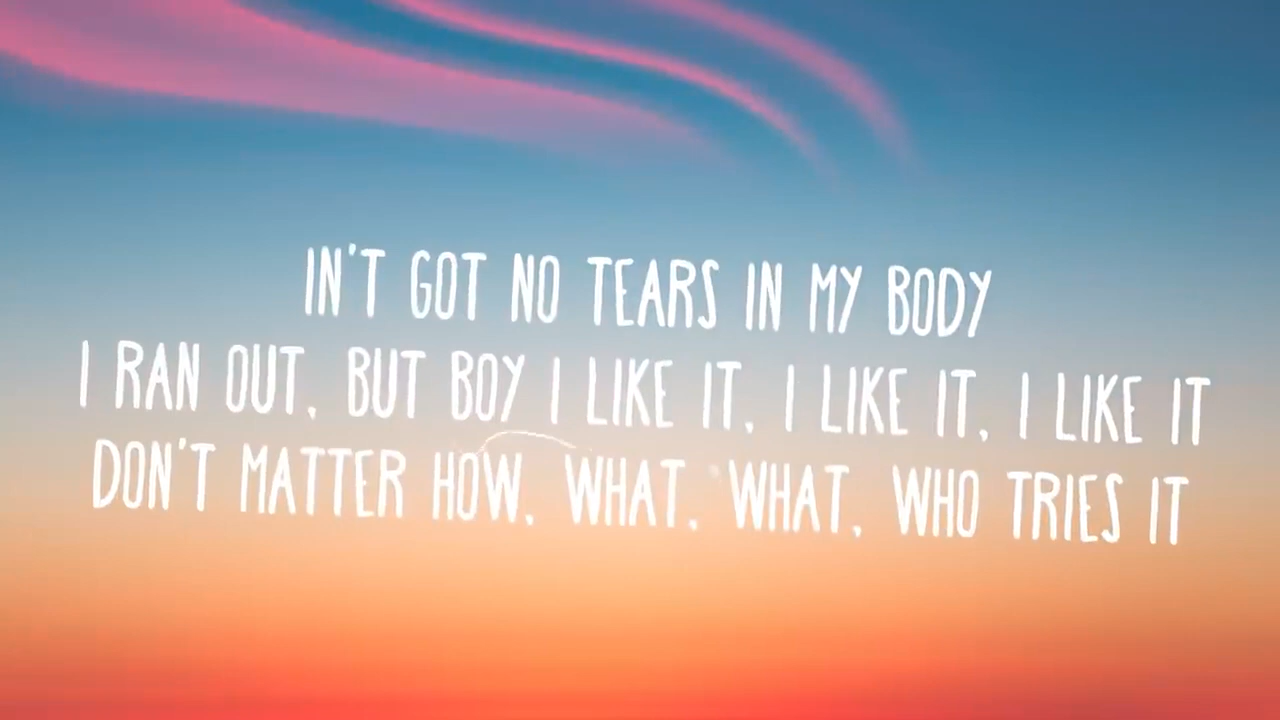 IN'T GOT NO TEARS IN MY BODY
I RAN OUT, BUT BOY I LIKE IT, I LIKE IT, I LIKE IT
DON'T MATTER HOW, WHAT, WHAT, WHO TRIES IT